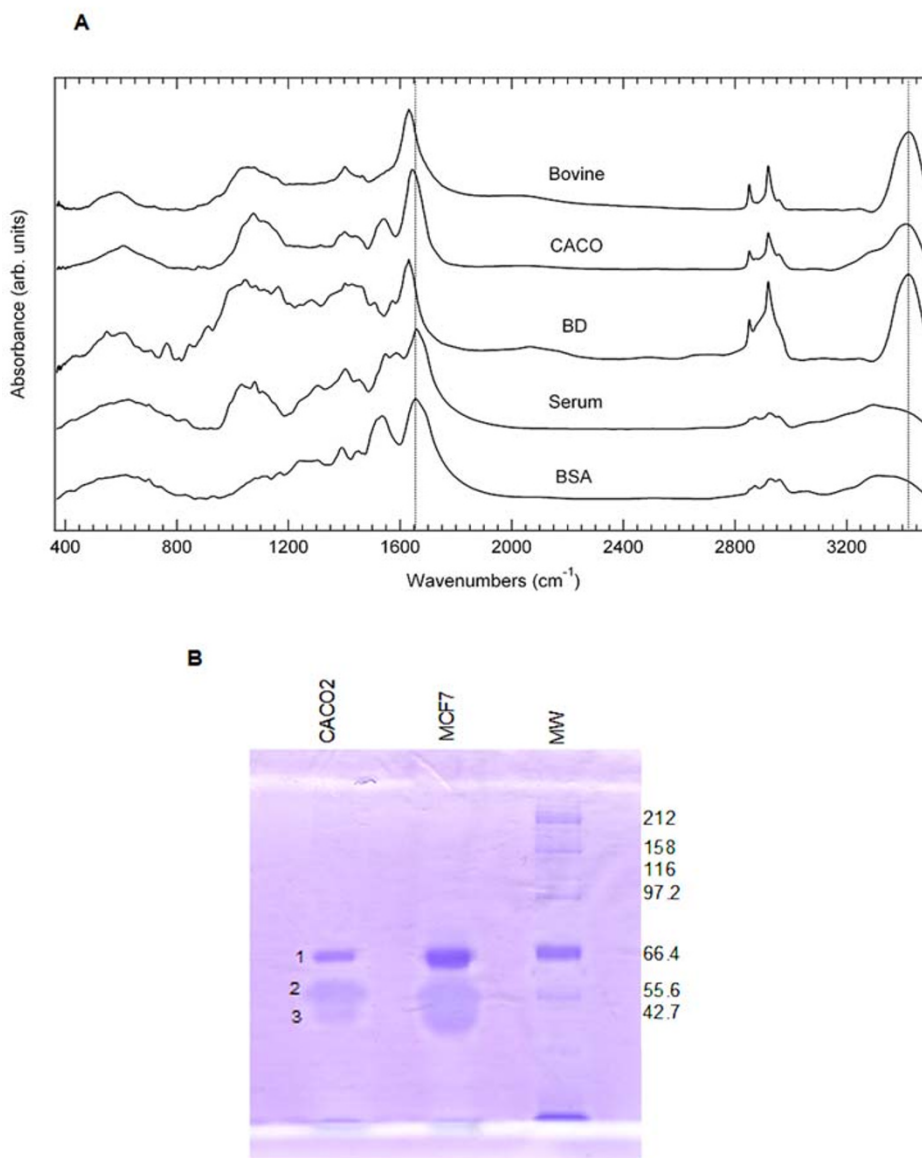 A
Absorbance (arb. units)
Bovine
CACO
BD
Serum
BSA
400 800 1200 1600 2000 2400 2800 3200
Wavenumbers (cm⁻¹)
B
CACO2 MCF7 MW
212
158
116
97.2
1 66.4
2 55.6
3 42.7